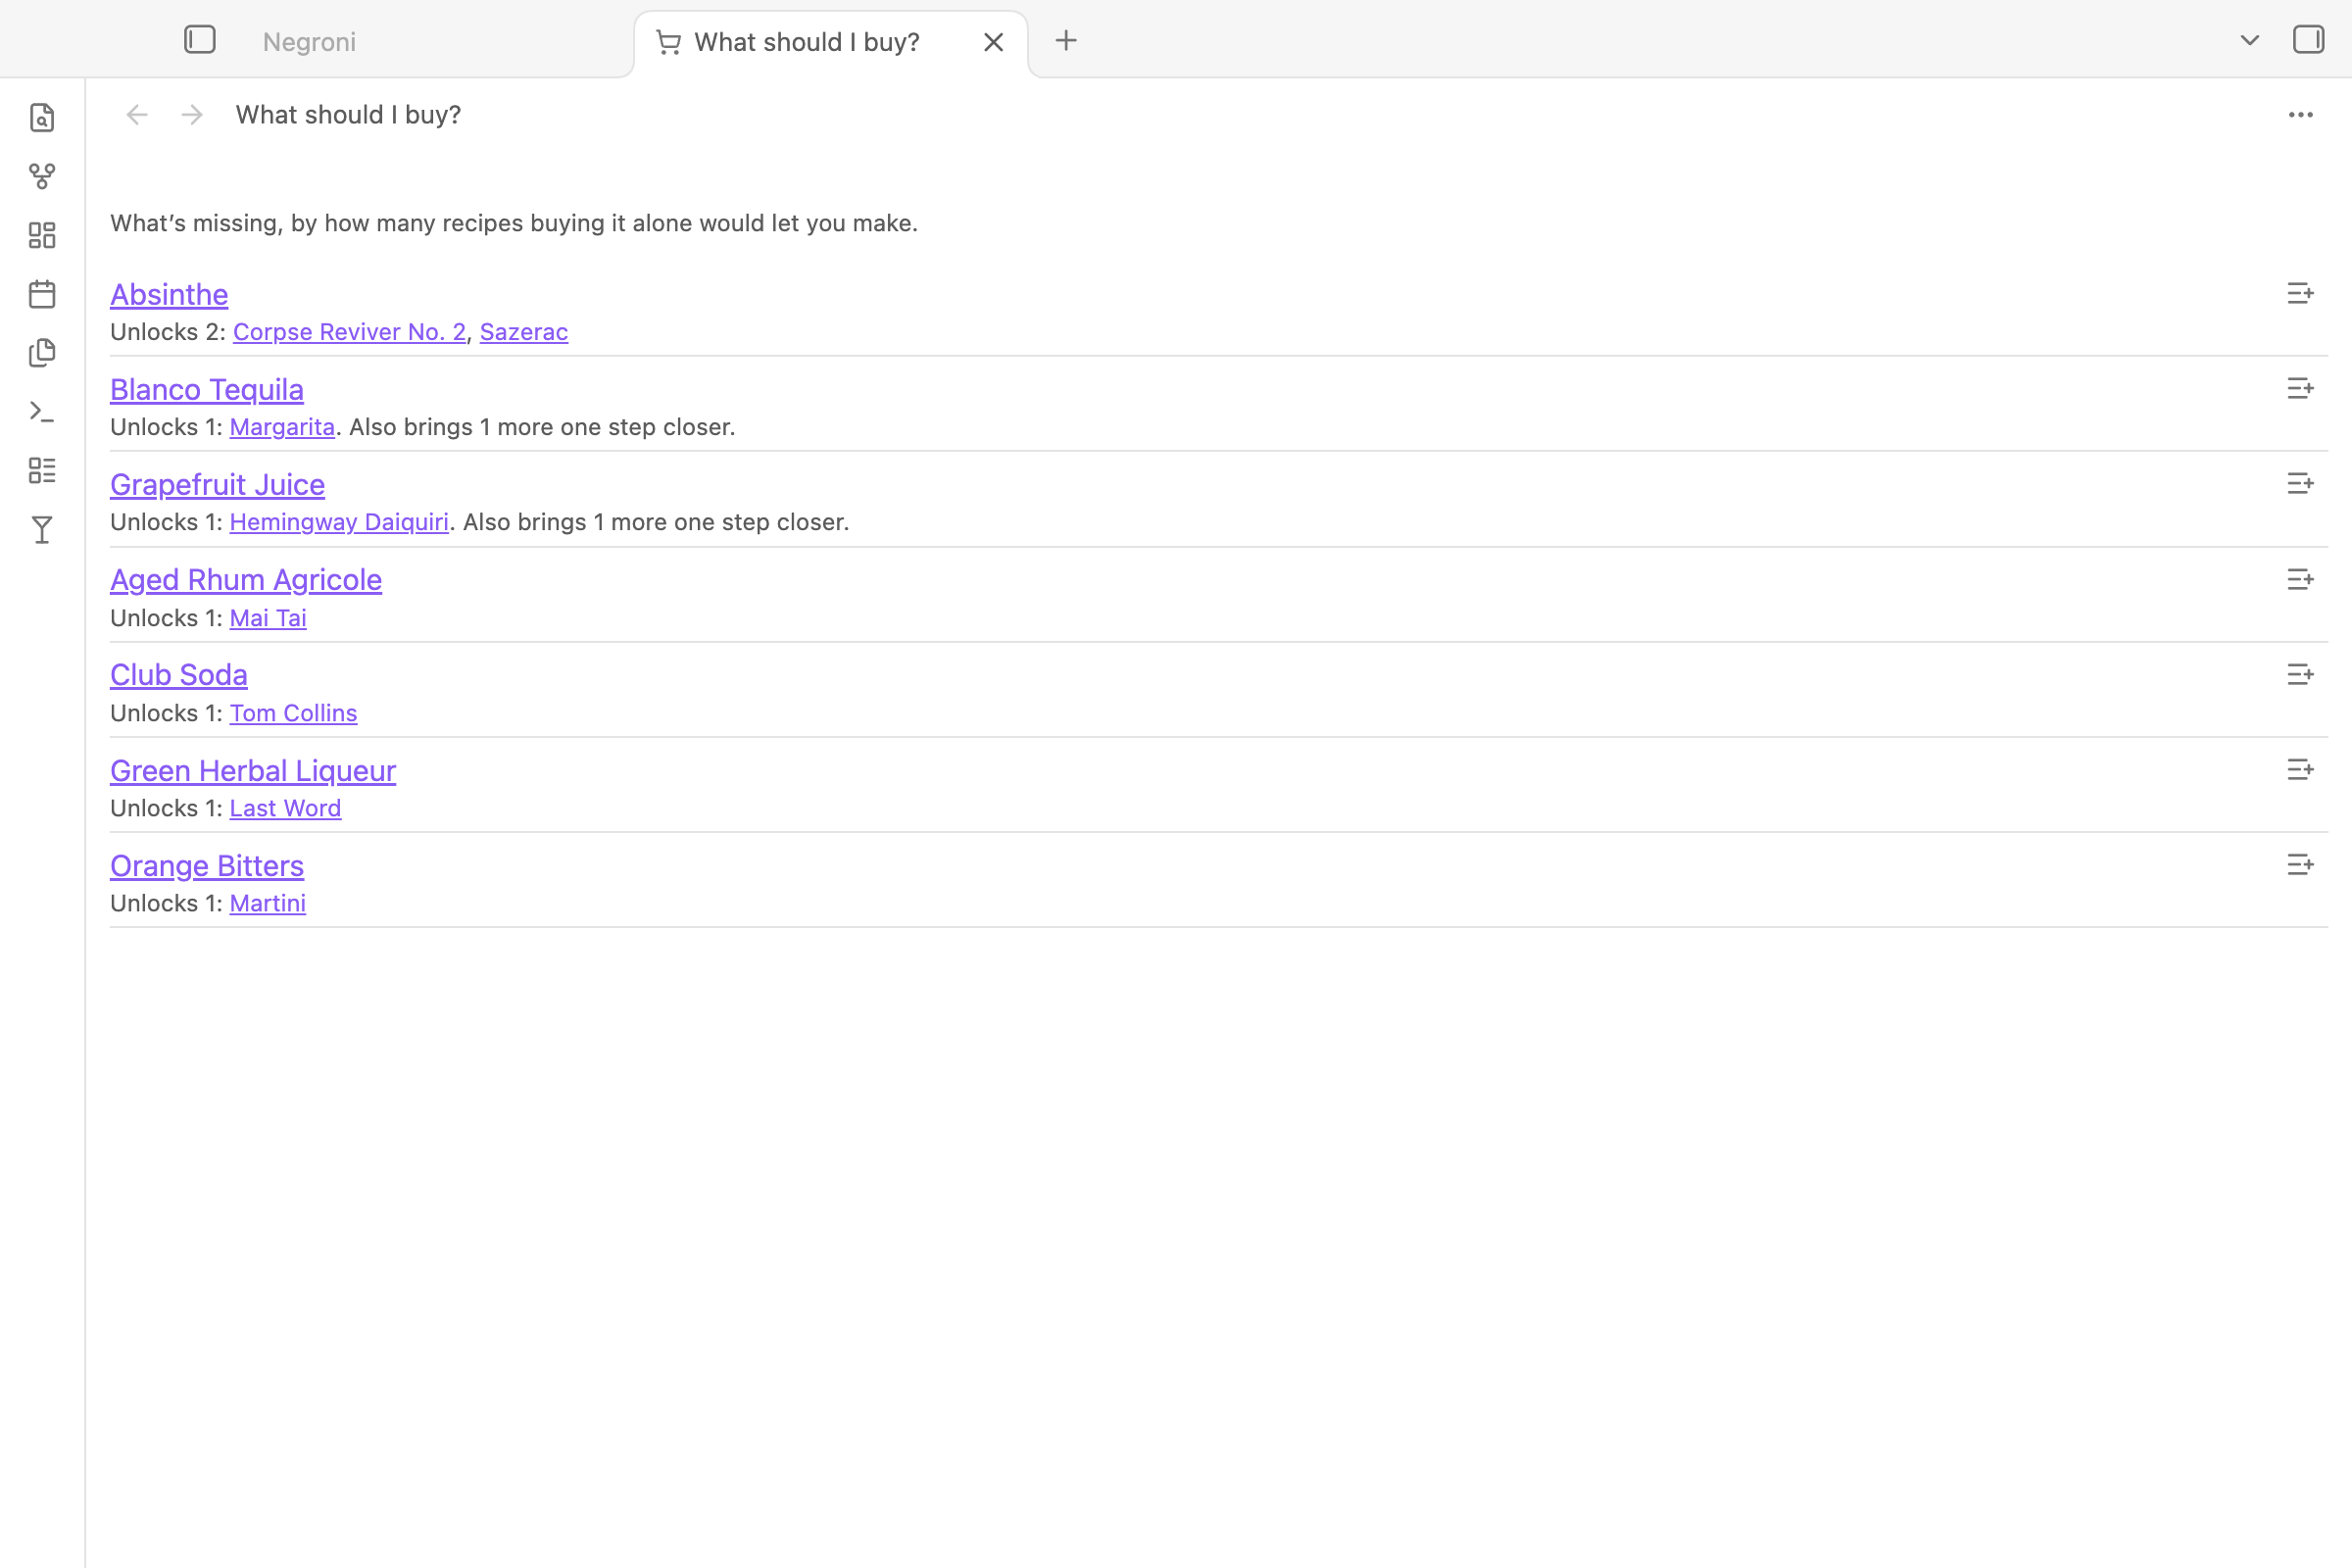 Negroni
What should I buy?
What should I buy?
What's missing, by how many recipes buying it alone would let you make.
Absinthe
Unlocks 2: Corpse Reviver No. 2, Sazerac
Blanco Tequila
Unlocks 1: Margarita. Also brings 1 more one step closer.
Grapefruit Juice
Unlocks 1: Hemingway Daiquiri. Also brings 1 more one step closer.
Aged Rhum Agricole
Unlocks 1: Mai Tai
Club Soda
Unlocks 1: Tom Collins
Green Herbal Liqueur
Unlocks 1: Last Word
Orange Bitters
Unlocks 1: Martini